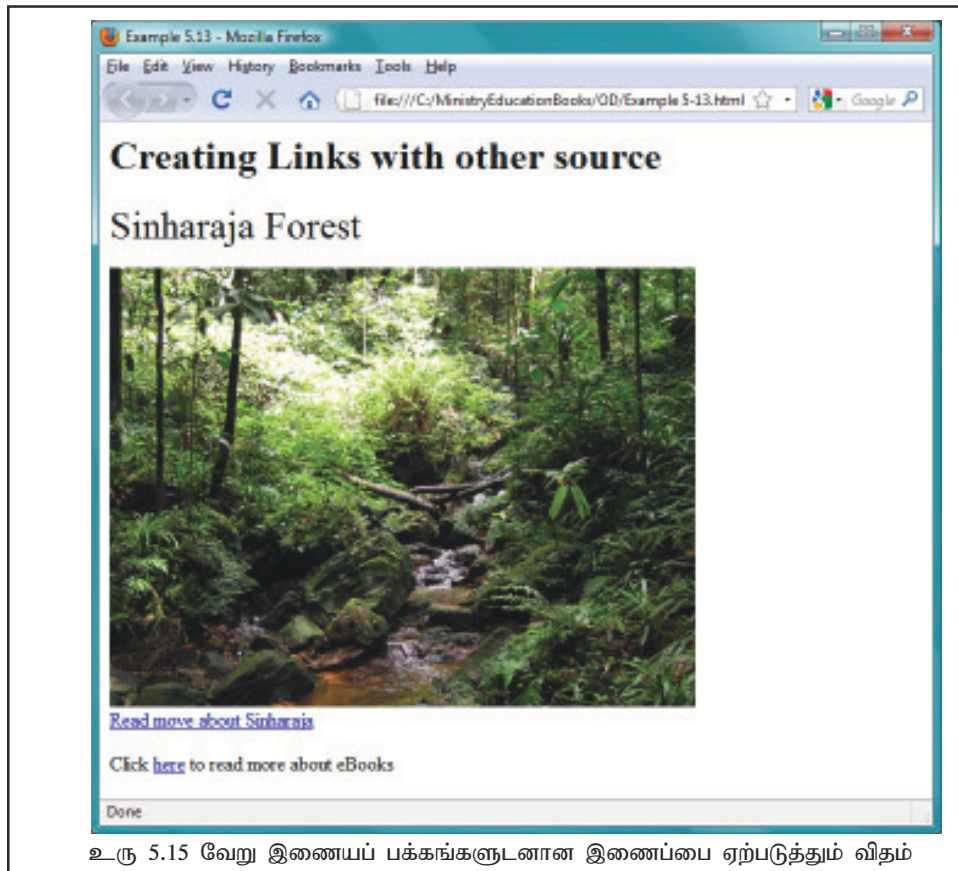 Example 5.13 - Mozilla Firefox
File Edit View History Bookmarks Tools Help
file:///C:/MinistryEducationBooks/OD/Example 5-13.html
Google
Creating Links with other source
Sinharaja Forest
Read move about Sinharaja
Click here to read more about eBooks
Done
உரு 5.15 வேறு இணையப் பக்கங்களுடனான இணைப்பை ஏற்படுத்தும் விதம்